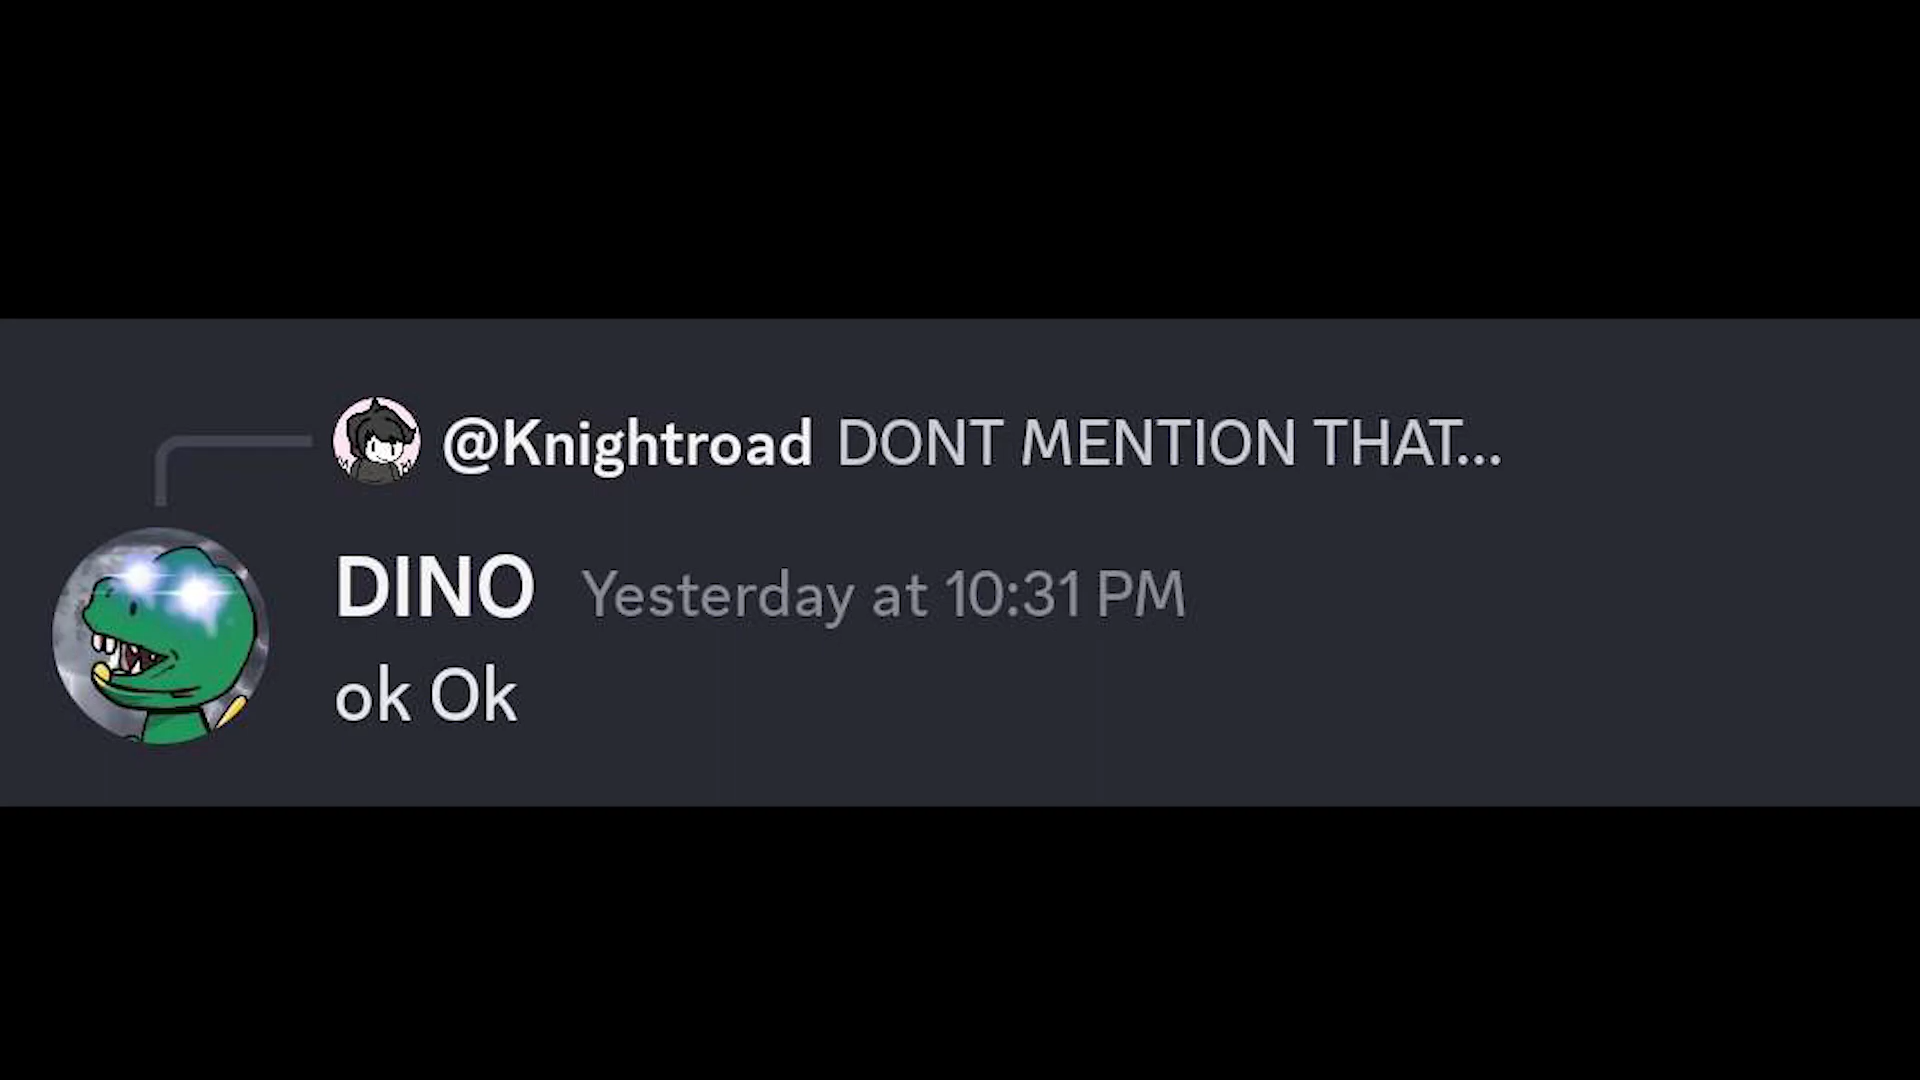 @Knightroad DONT MENTION THAT...
DINO Yesterday at 10:31 PM
ok Ok